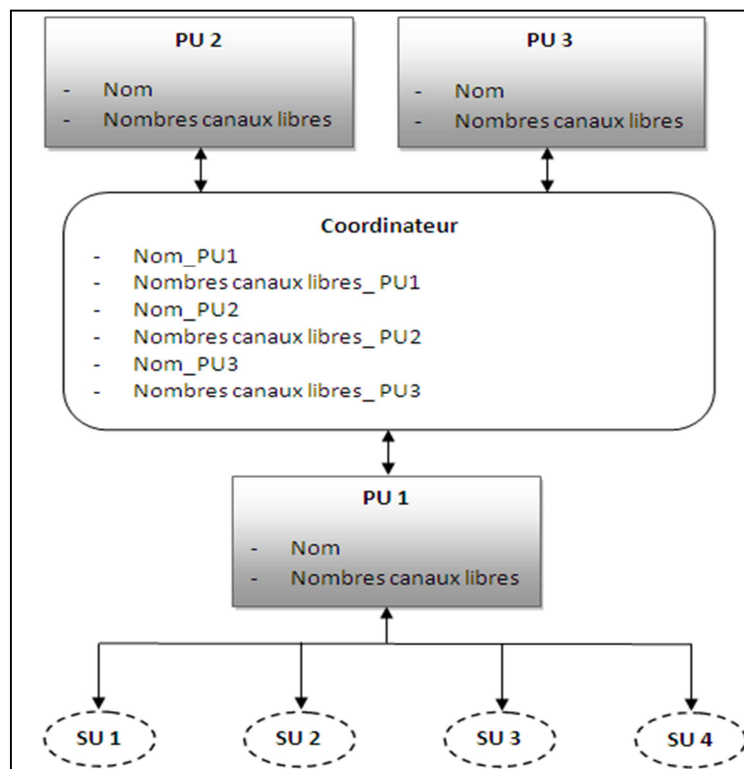 PU 2
- Nom
- Nombres canaux libres
PU 3
- Nom
- Nombres canaux libres
Coordinateur
- Nom_PU1
- Nombres canaux libres_ PU1
- Nom_PU2
- Nombres canaux libres_ PU2
- Nom_PU3
- Nombres canaux libres_ PU3
PU 1
- Nom
- Nombres canaux libres
SU 1
SU 2
SU 3
SU 4